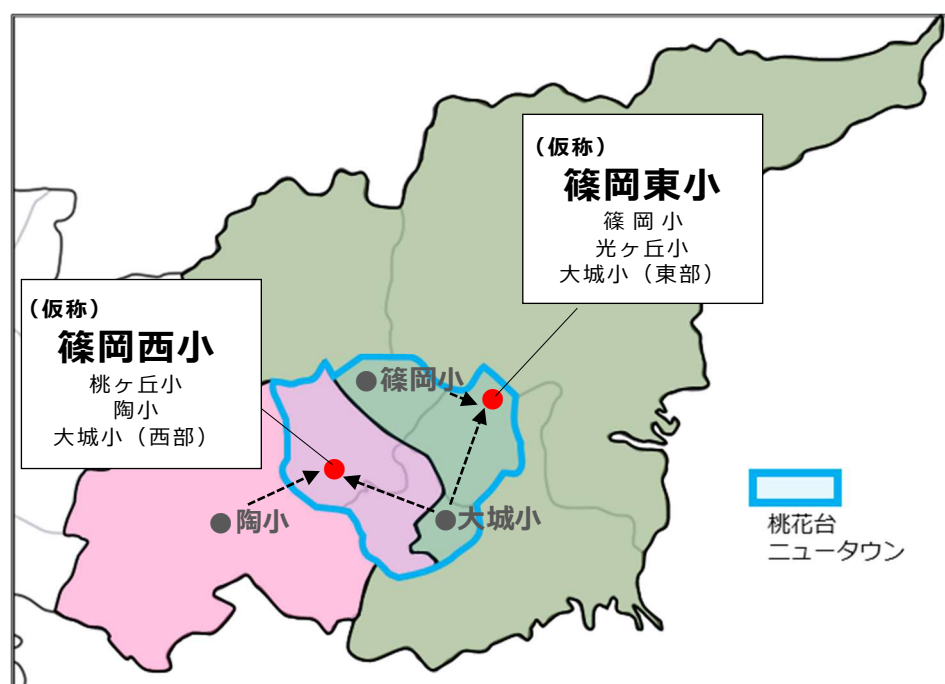 （仮称）
篠岡東小
篠岡小
光ヶ丘小
大城小（東部）
（仮称）
篠岡西小
桃ヶ丘小
陶小
大城小（西部）
●篠岡小
●陶小
●大城小
桃花台
ニュータウン